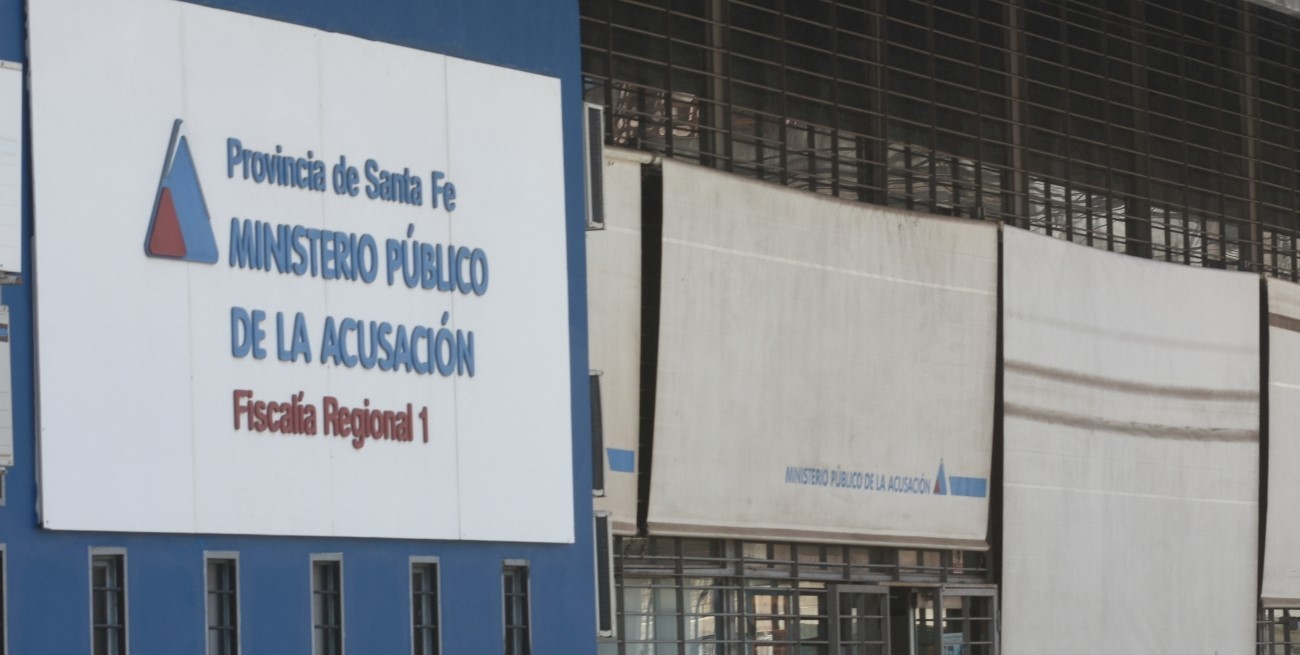 Provincia de Santa Fe
MINISTERIO PÚBLICO
DE LA ACUSACIÓN
Fiscalía Regional 1
MINISTERIO PÚBLICO DE LA ACUSACIÓN